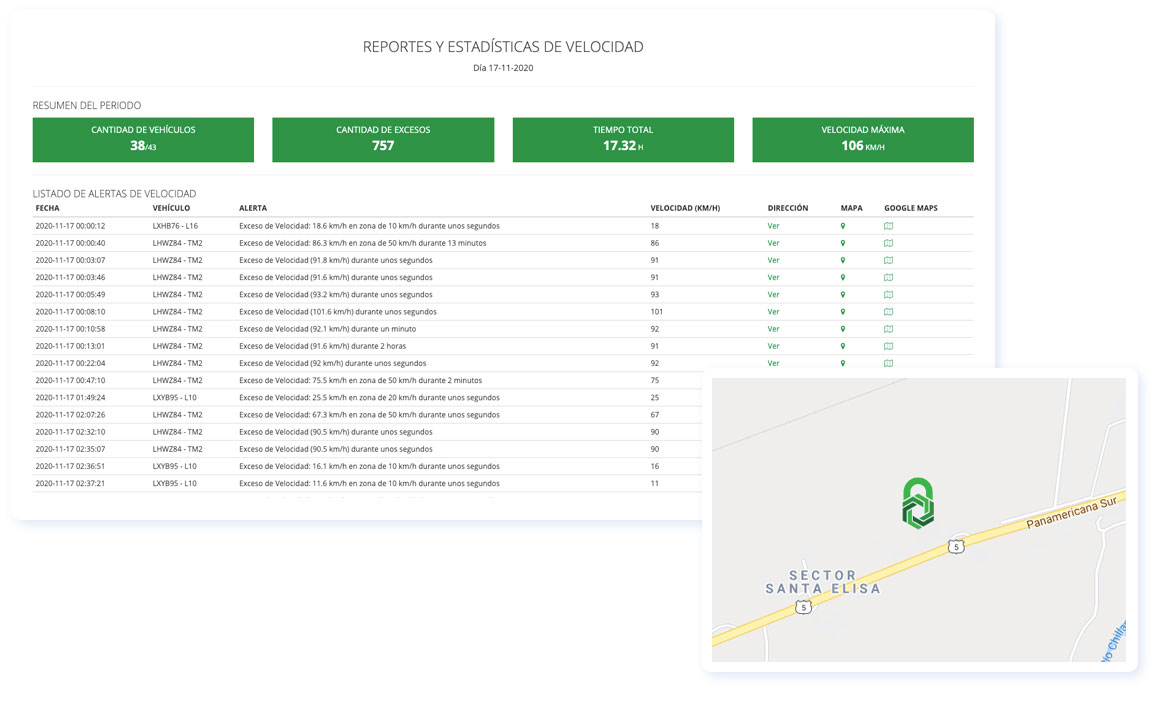 REPORTES Y ESTADÍSTICAS DE VELOCIDAD
Día 17-11-2020
RESUMEN DEL PERIODO
CANTIDAD DE VEHÍCULOS
38/43
CANTIDAD DE EXCESOS
757
TIEMPO TOTAL
17.32 H
VELOCIDAD MÁXIMA
106 KM/H
LISTADO DE ALERTAS DE VELOCIDAD
FECHA VEHÍCULO ALERTA VELOCIDAD (KM/H) DIRECCIÓN MAPA GOOGLE MAPS
2020-11-17 00:00:12 LXHB76 - L16 Exceso de Velocidad: 18.6 km/h en zona de 10 km/h durante unos segundos 18 Ver
2020-11-17 00:00:40 LHWZ84 - TM2 Exceso de Velocidad: 86.3 km/h en zona de 50 km/h durante 13 minutos 86 Ver
2020-11-17 00:03:07 LHWZ84 - TM2 Exceso de Velocidad (91.8 km/h) durante unos segundos 91 Ver
2020-11-17 00:03:46 LHWZ84 - TM2 Exceso de Velocidad (91.6 km/h) durante unos segundos 91 Ver
2020-11-17 00:05:49 LHWZ84 - TM2 Exceso de Velocidad (93.2 km/h) durante unos segundos 93 Ver
2020-11-17 00:08:10 LHWZ84 - TM2 Exceso de Velocidad (101.6 km/h) durante unos segundos 101 Ver
2020-11-17 00:10:58 LHWZ84 - TM2 Exceso de Velocidad (92.1 km/h) durante un minuto 92 Ver
2020-11-17 00:13:01 LHWZ84 - TM2 Exceso de Velocidad (91.6 km/h) durante 2 horas 91 Ver
2020-11-17 00:22:04 LHWZ84 - TM2 Exceso de Velocidad (92 km/h) durante unos segundos 92 Ver
2020-11-17 00:47:10 LHWZ84 - TM2 Exceso de Velocidad: 75.5 km/h en zona de 50 km/h durante 2 minutos 75
2020-11-17 01:49:24 LXYB95 - L10 Exceso de Velocidad: 25.5 km/h en zona de 20 km/h durante unos segundos 25
2020-11-17 02:07:26 LHWZ84 - TM2 Exceso de Velocidad: 67.3 km/h en zona de 50 km/h durante unos segundos 67
2020-11-17 02:32:10 LHWZ84 - TM2 Exceso de Velocidad (90.5 km/h) durante unos segundos 90
2020-11-17 02:35:07 LHWZ84 - TM2 Exceso de Velocidad (90.5 km/h) durante unos segundos 90
2020-11-17 02:36:51 LXYB95 - L10 Exceso de Velocidad: 16.1 km/h en zona de 10 km/h durante unos segundos 16
2020-11-17 02:37:21 LXYB95 - L10 Exceso de Velocidad: 11.6 km/h en zona de 10 km/h durante unos segundos 11
Panamericana Sur
5
SECTOR
SANTA ELISA
5